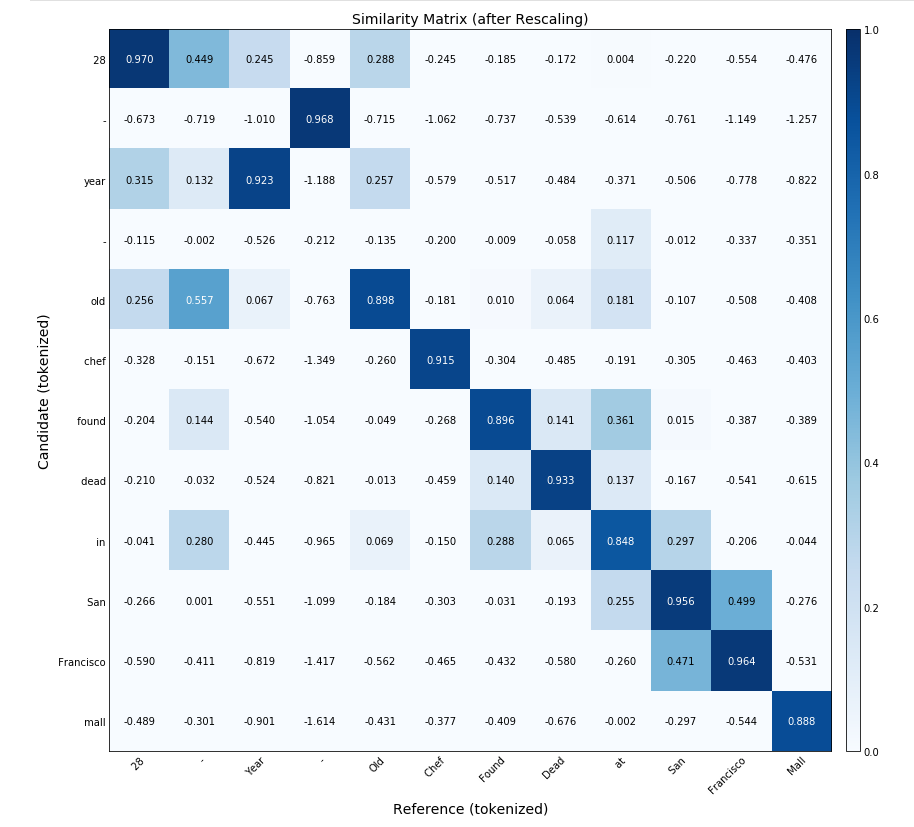 Similarity Matrix (after Rescaling)
28 0.970 0.449 0.245 -0.859 0.288 -0.245 -0.185 -0.172 0.004 -0.220 -0.554 -0.476
- -0.673 -0.719 -1.010 0.968 -0.715 -1.062 -0.737 -0.539 -0.614 -0.761 -1.149 -1.257
year 0.315 0.132 0.923 -1.188 0.257 -0.579 -0.517 -0.484 -0.371 -0.506 -0.778 -0.822
- -0.115 -0.002 -0.526 -0.212 -0.135 -0.200 -0.009 -0.058 0.117 -0.012 -0.337 -0.351
old 0.256 0.557 0.067 -0.763 0.898 -0.181 0.010 0.064 0.181 -0.107 -0.508 -0.408
chef -0.328 -0.151 -0.672 -1.349 -0.260 0.915 -0.304 -0.485 -0.191 -0.305 -0.463 -0.403
found -0.204 0.144 -0.540 -1.054 -0.049 -0.268 0.896 0.141 0.361 0.015 -0.387 -0.389
dead -0.210 -0.032 -0.524 -0.821 -0.013 -0.459 0.140 0.933 0.137 -0.167 -0.541 -0.615
in -0.041 0.280 -0.445 -0.965 0.069 -0.150 0.288 0.065 0.848 0.297 -0.206 -0.044
San -0.266 0.001 -0.551 -1.099 -0.184 -0.303 -0.031 -0.193 0.255 0.956 0.499 -0.276
Francisco -0.590 -0.411 -0.819 -1.417 -0.562 -0.465 -0.432 -0.580 -0.260 0.471 0.964 -0.531
mall -0.489 -0.301 -0.901 -1.614 -0.431 -0.377 -0.409 -0.676 -0.002 -0.297 -0.544 0.888
28 - Year - Old Chef Found Dead at San Francisco Mall
Reference (tokenized)
Candidate (tokenized)
1.0
0.8
0.6
0.4
0.2
0.0